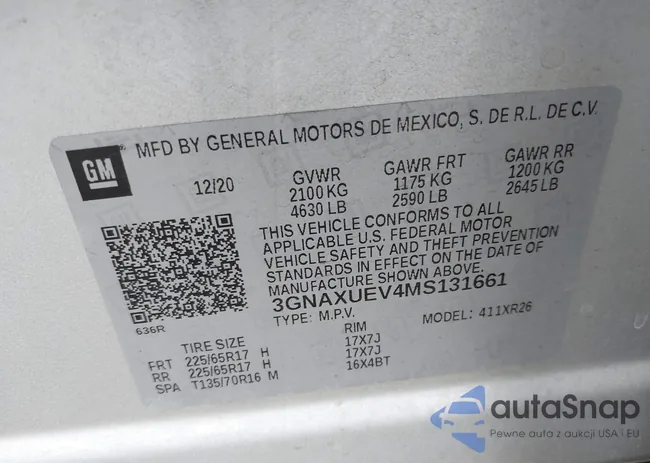 GM
MFD BY GENERAL MOTORS DE MEXICO, S. DE R.L. DE C.V.
12/20 GVWR GAWR FRT GAWR RR
2100 KG 1175 KG 1200 KG
4630 LB 2590 LB 2645 LB
THIS VEHICLE CONFORMS TO ALL
APPLICABLE U.S. FEDERAL MOTOR
VEHICLE SAFETY AND THEFT PREVENTION
STANDARDS IN EFFECT ON THE DATE OF
MANUFACTURE SHOWN ABOVE.
3GNAXUEV4MS131661
636R
TYPE: M.P.V. MODEL: 411XR26
TIRE SIZE RIM
FRT 225/65R17 H 17X7J
RR 225/65R17 H 17X7J
SPA T135/70R16 M 16X4BT
autaSnap
Pewne auta z aukcji USA i EU